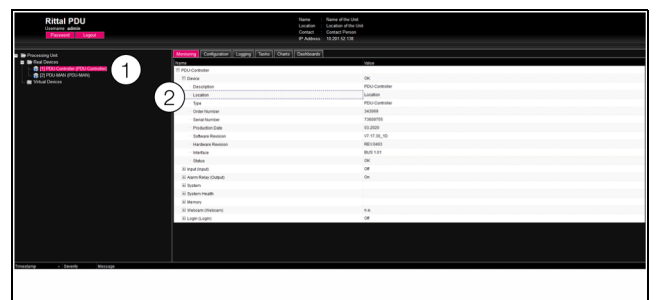 Rittal PDU
Username: admin
Password Logout
Name : Name of the Unit
Location : Location of the Unit
Contact : Contact Person
IP Address : 10.201.52.138
Processing Unit
Real Devices
[1] PDU-Controller (PDU-Controller)
[2] PDU-MAN (PDU-MAN)
Virtual Devices
1
Monitoring Configuration Logging Tasks Charts Dashboards
Name Value
PDU-Controller
Device OK
Description PDU-Controller
2
Location Location
Type PDU-Controller
Order Number
Serial Number
Production Date 03.2020
Software Revision
Hardware Revision
Interface
Status OK
Input (Input) Off
Alarm Relay (Output) On
System
System Health
Memory
Webcam (Webcam) n.a.
Login (Login) Off
Timestamp Severity Message